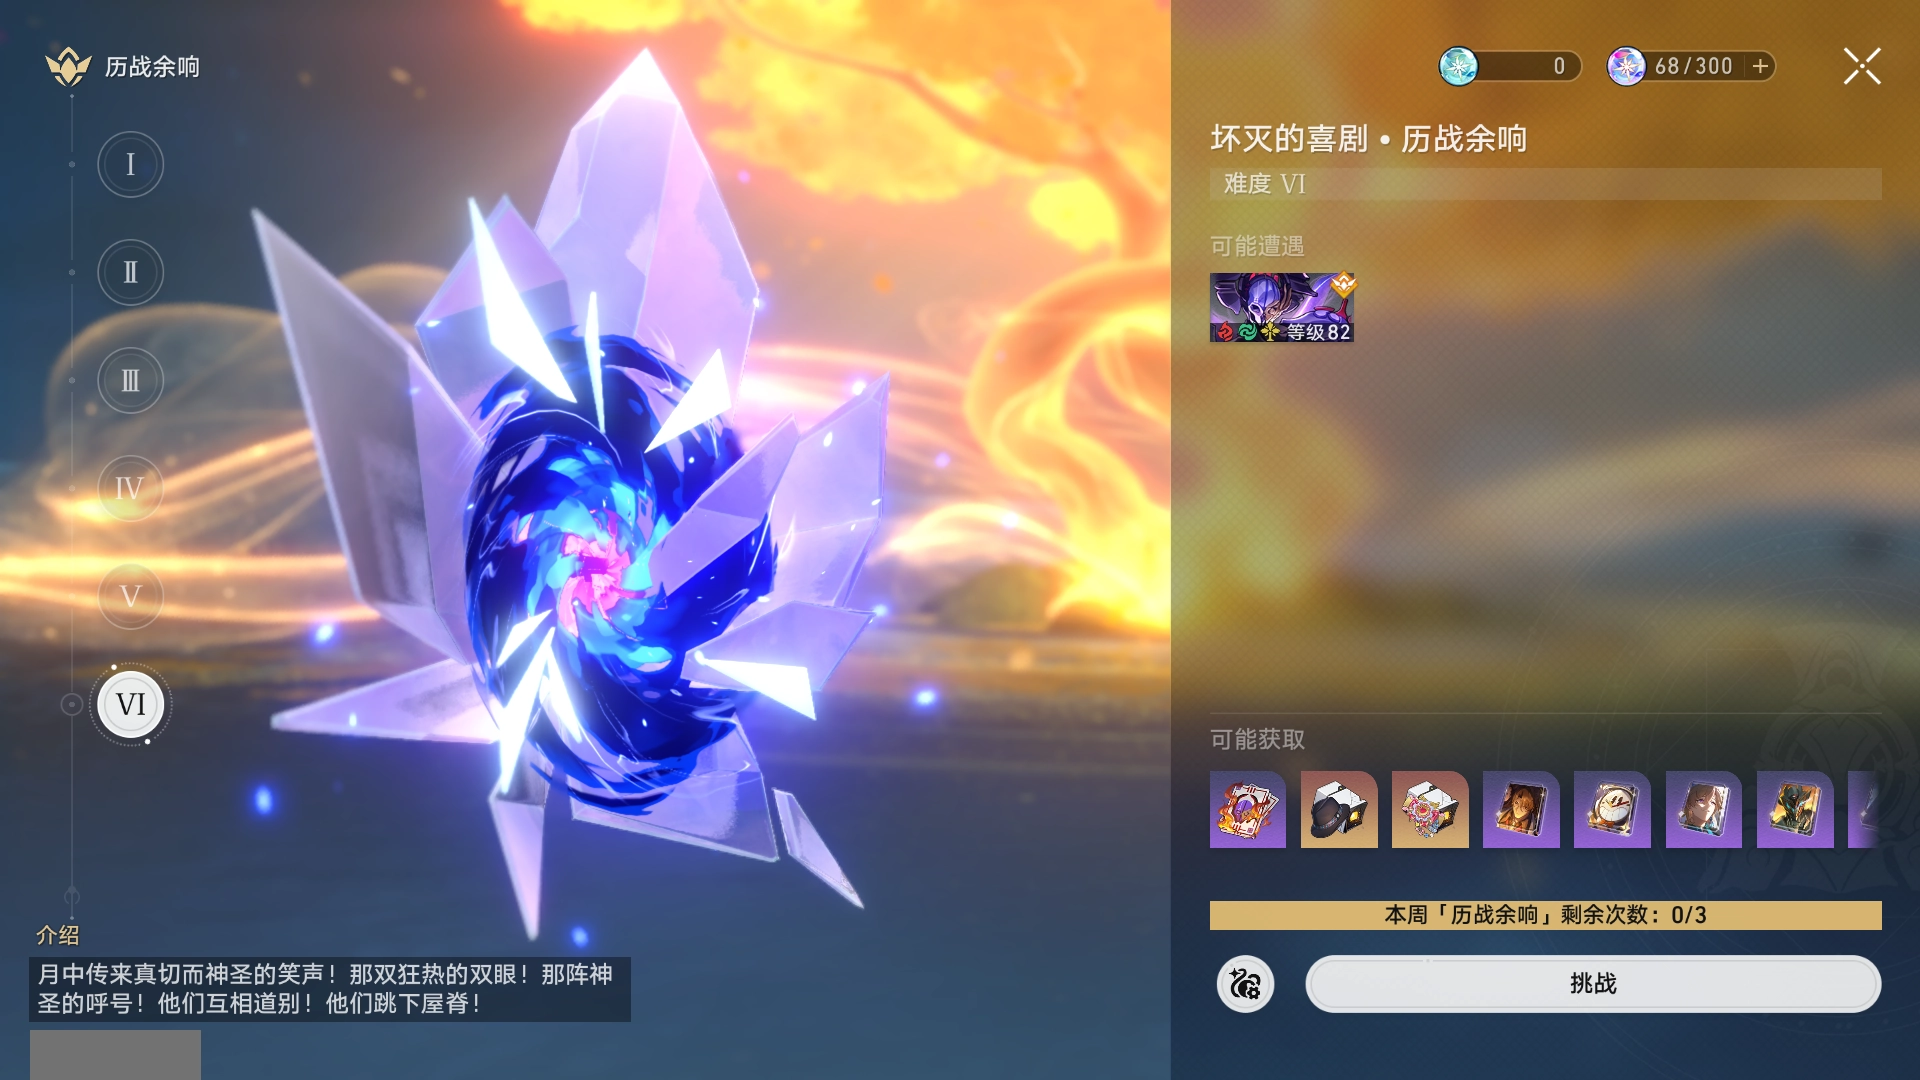 历战余响
0
68/300
I
II
III
IV
V
VI
坏灭的喜剧•历战余响
难度 VI
可能遭遇
等级82
可能获取
本周「历战余响」剩余次数：0/3
挑战
介绍
月中传来真切而神圣的笑声！那双狂热的双眼！那阵神
圣的呼号！他们互相道别！他们跳下屋脊！